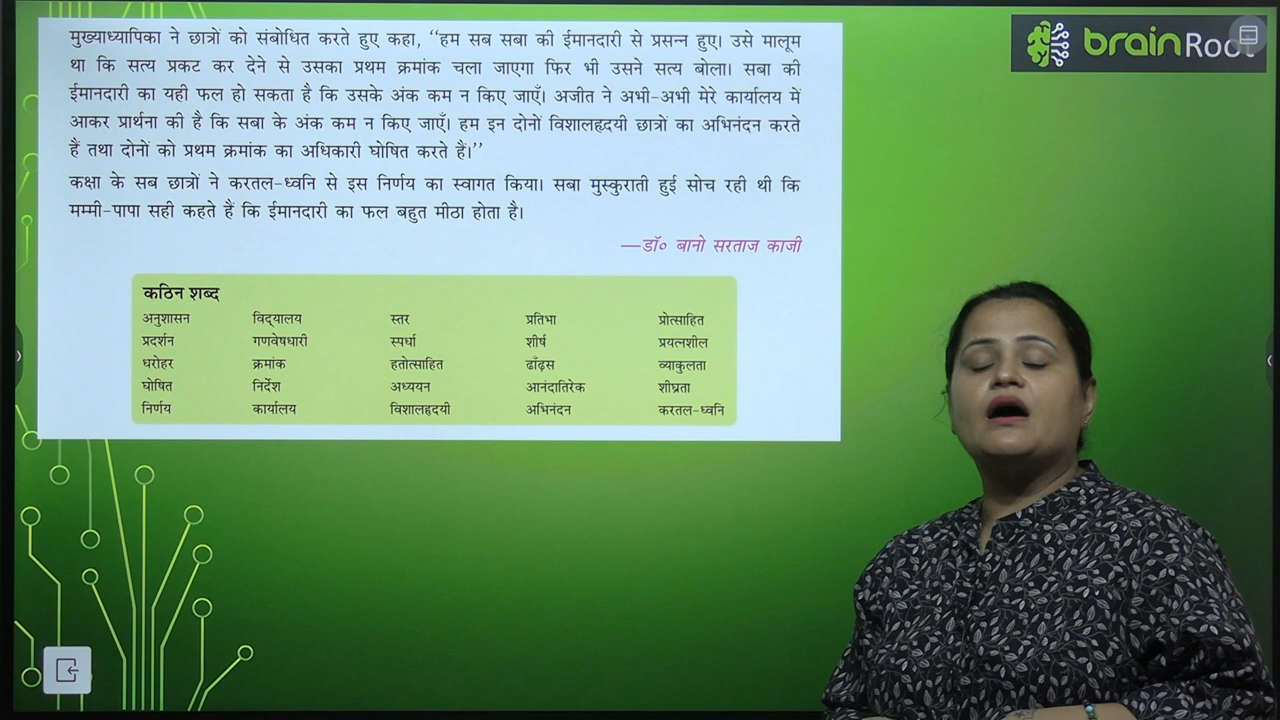 मुख्याध्यापिका ने छात्रों को संबोधित करते हुए कहा, “हम सब सबा की ईमानदारी से प्रसन्न हुए। उसे मालूम
था कि सत्य प्रकट कर देने से उसका प्रथम क्रमांक चला जाएगा फिर भी उसने सत्य बोला। सबा की
ईमानदारी का यही फल हो सकता है कि उसके अंक कम न किए जाएँ। अजीत ने अभी-अभी मेरे कार्यालय में
आकर प्रार्थना की है कि सबा के अंक कम न किए जाएँ। हम इन दोनों विशालहृदयी छात्रों का अभिनंदन करते
हैं तथा दोनों को प्रथम क्रमांक का अधिकारी घोषित करते हैं।”
कक्षा के सब छात्रों ने करतल-ध्वनि से इस निर्णय का स्वागत किया। सबा मुस्कुराती हुई सोच रही थी कि
मम्मी-पापा सही कहते हैं कि ईमानदारी का फल बहुत मीठा होता है।
—डॉ० बानो सरताज काजी
कठिन शब्द
अनुशासन विद्‌यालय स्तर प्रतिभा प्रोत्साहित
प्रदर्शन गणवेषधारी स्पर्धा शीर्ष प्रयत्नशील
धरोहर क्रमांक हतोत्साहित ढाँढ़स व्याकुलता
घोषित निर्देश अध्ययन आनंदातिरेक शीघ्रता
निर्णय कार्यालय विशालहृदयी अभिनंदन करतल-ध्वनि
brain Root